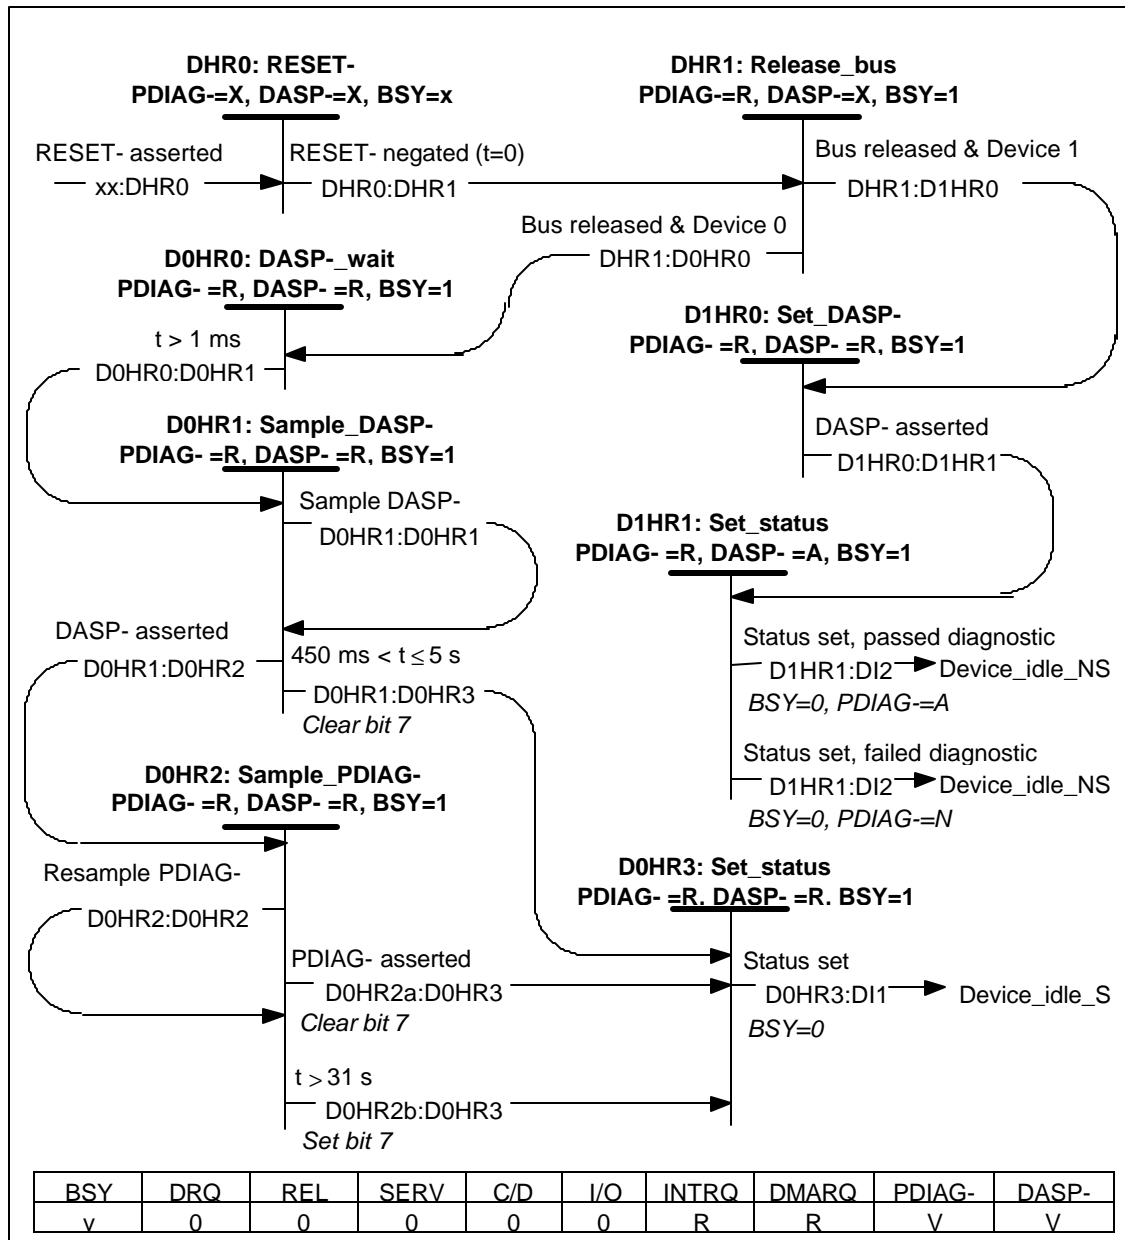 DHR0: RESET-
PDIAG-=X, DASP-=X, BSY=x
RESET- asserted
xx:DHR0
RESET- negated (t=0)
DHR0:DHR1
DHR1: Release_bus
PDIAG-=R, DASP-=X, BSY=1
Bus released & Device 1
DHR1:D1HR0
Bus released & Device 0
DHR1:D0HR0
D0HR0: DASP-_wait
PDIAG- =R, DASP- =R, BSY=1
t > 1 ms
D0HR0:D0HR1
D1HR0: Set_DASP-
PDIAG- =R, DASP- =R, BSY=1
DASP- asserted
D1HR0:D1HR1
D0HR1: Sample_DASP-
PDIAG- =R, DASP- =R, BSY=1
Sample DASP-
D0HR1:D0HR1
DASP- asserted
D0HR1:D0HR2
450 ms < t ≤ 5 s
D0HR1:D0HR3
Clear bit 7
D1HR1: Set_status
PDIAG- =R, DASP- =A, BSY=1
Status set, passed diagnostic
D1HR1:DI2 Device_idle_NS
BSY=0, PDIAG-=A
Status set, failed diagnostic
D1HR1:DI2 Device_idle_NS
BSY=0, PDIAG-=N
D0HR2: Sample_PDIAG-
PDIAG- =R, DASP- =R, BSY=1
Resample PDIAG-
D0HR2:D0HR2
PDIAG- asserted
D0HR2a:D0HR3
Clear bit 7
t > 31 s
D0HR2b:D0HR3
Set bit 7
D0HR3: Set_status
PDIAG- =R, DASP- =R, BSY=1
Status set
D0HR3:DI1 Device_idle_S
BSY=0
BSY DRQ REL SERV C/D I/O INTRQ DMARQ PDIAG- DASP-
v 0 0 0 0 0 R R V V